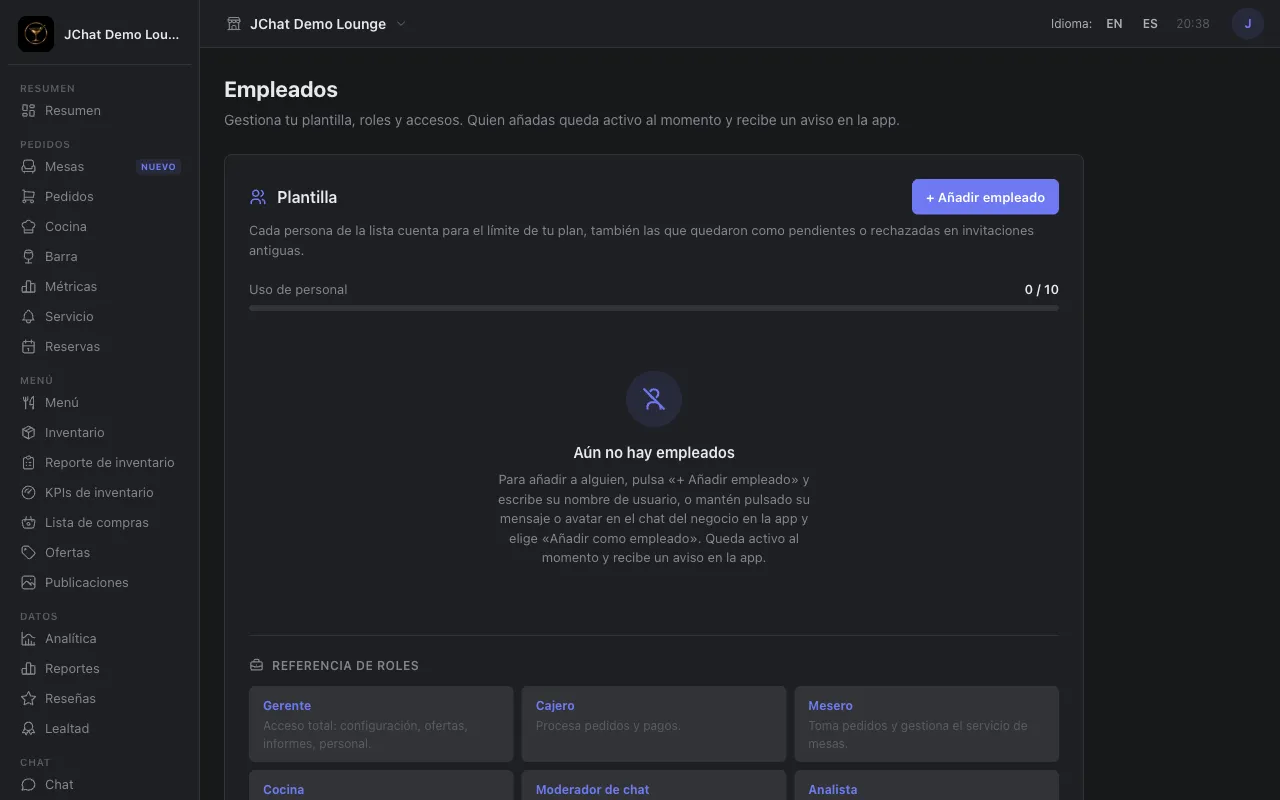 JChat Demo Lou...
RESUMEN
Resumen
PEDIDOS
Mesas
NUEVO
Pedidos
Cocina
Barra
Métricas
Servicio
Reservas
MENÚ
Menú
Inventario
Reporte de inventario
KPIs de inventario
Lista de compras
Ofertas
Publicaciones
DATOS
Analítica
Reportes
Reseñas
Lealtad
CHAT
Chat
JChat Demo Lounge
Idioma: EN ES 20:38 J
Empleados
Gestiona tu plantilla, roles y accesos. Quien añadas queda activo al momento y recibe un aviso en la app.
Plantilla
+ Añadir empleado
Cada persona de la lista cuenta para el límite de tu plan, también las que quedaron como pendientes o rechazadas en invitaciones
antiguas.
Uso de personal
0 / 10
Aún no hay empleados
Para añadir a alguien, pulsa «+ Añadir empleado» y
escribe su nombre de usuario, o mantén pulsado su
mensaje o avatar en el chat del negocio en la app y
elige «Añadir como empleado». Queda activo al
momento y recibe un aviso en la app.
REFERENCIA DE ROLES
Gerente
Acceso total: configuración, ofertas,
informes, personal.
Cajero
Procesa pedidos y pagos.
Mesero
Toma pedidos y gestiona el servicio de
mesas.
Cocina
Moderador de chat
Analista